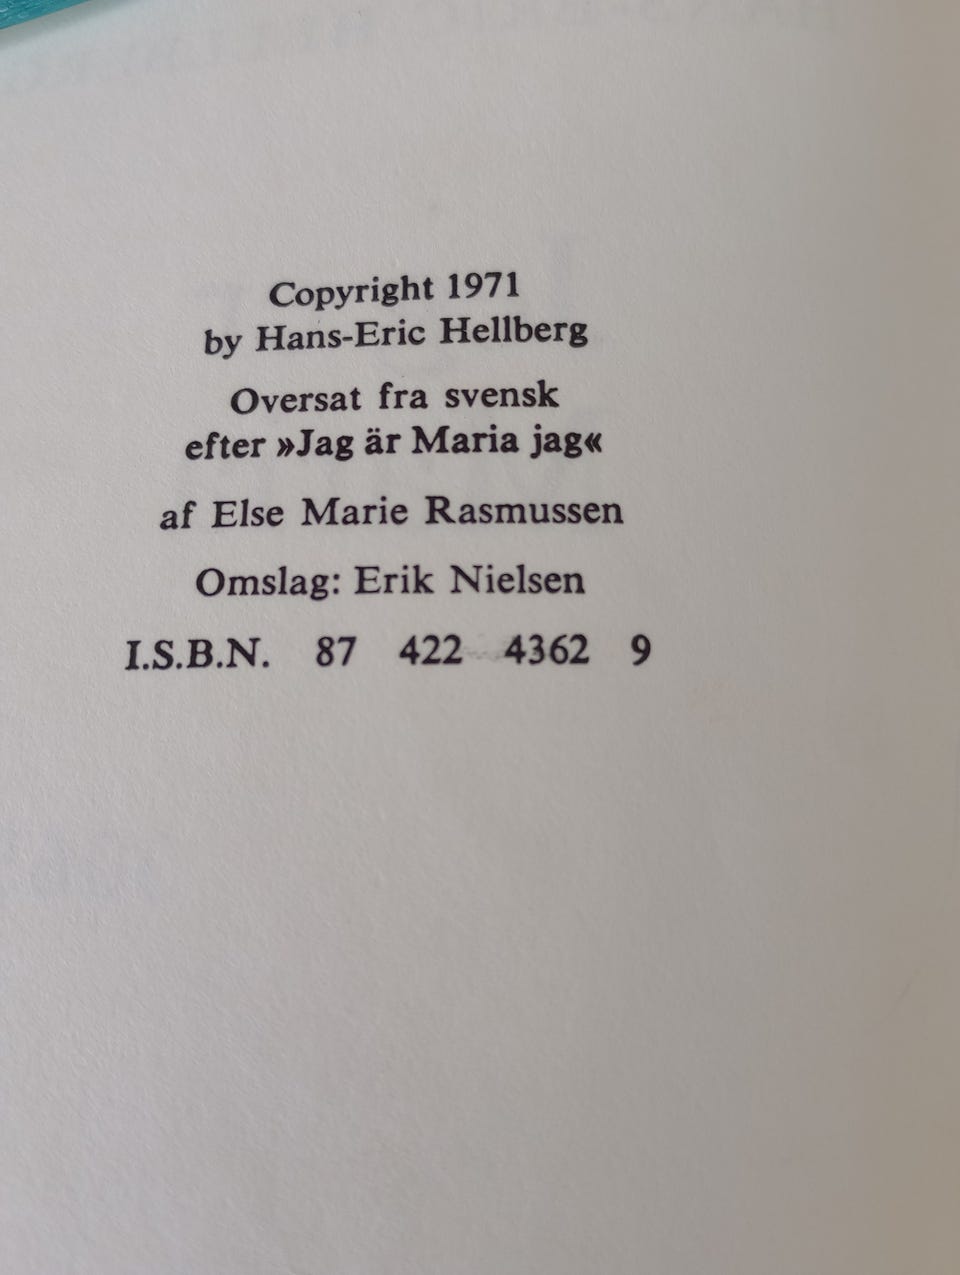 Copyright 1971
by Hans-Eric Hellberg
Oversat fra svensk
efter »Jag är Maria jag«
af Else Marie Rasmussen
Omslag: Erik Nielsen
I.S.B.N. 87 422 4362 9